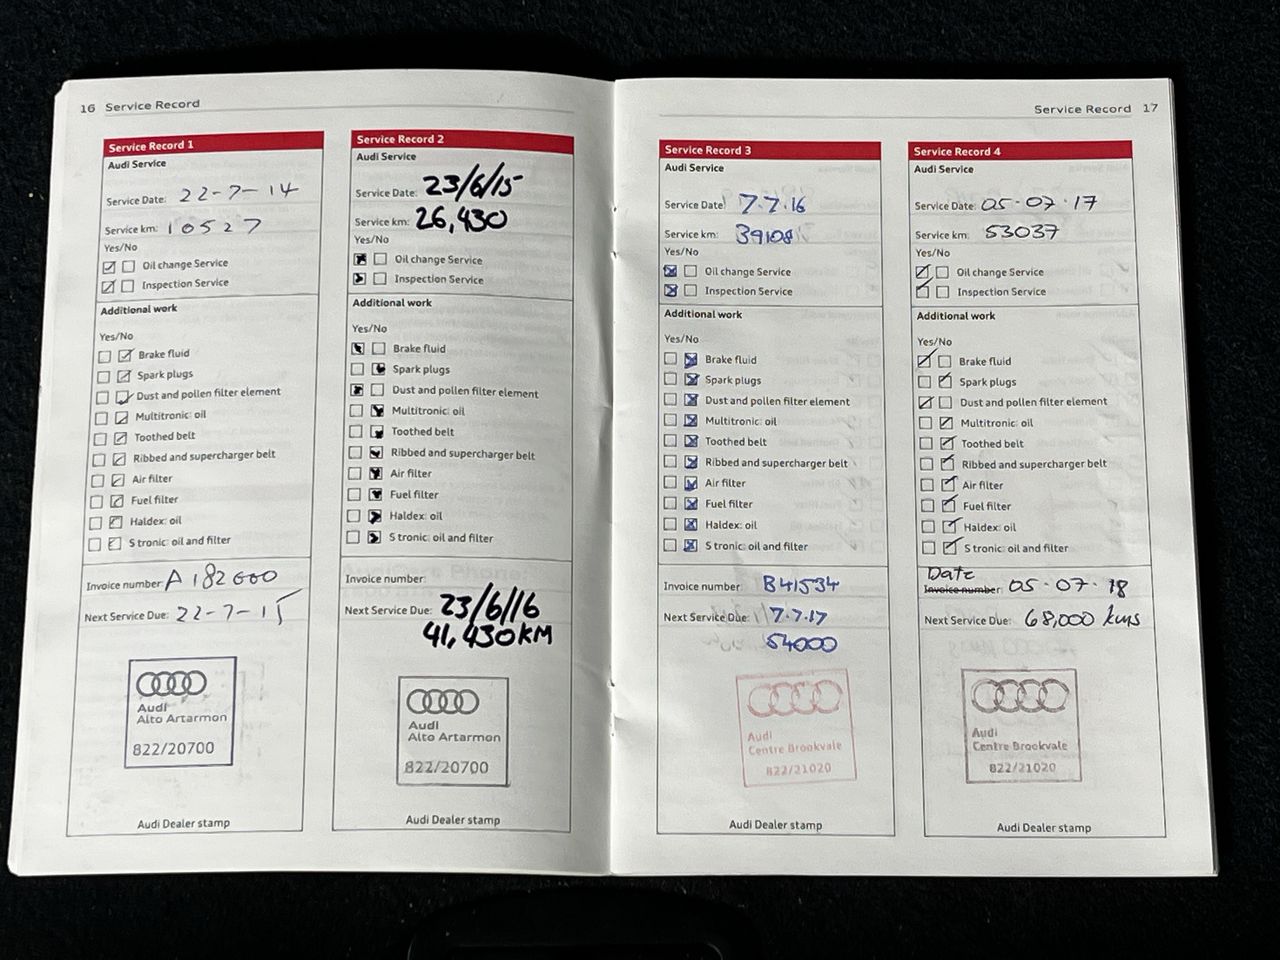 16 Service Record
Service Record 1
Audi Service
Service Date: 22-7-14
Service km: 10527
Yes/No
Oil change Service
Inspection Service
Additional work
Yes/No
Brake fluid
Spark plugs
Dust and pollen filter element
Multitronic: oil
Toothed belt
Ribbed and supercharger belt
Air filter
Fuel filter
Haldex: oil
S tronic: oil and filter
Invoice number: A182600
Next Service Due: 22-7-15
Audi
Alto Artarmon
822/20700
Audi Dealer stamp
Service Record 2
Audi Service
Service Date: 23/6/15
Service km: 26,430
Yes/No
Oil change Service
Inspection Service
Additional work
Yes/No
Brake fluid
Spark plugs
Dust and pollen filter element
Multitronic: oil
Toothed belt
Ribbed and supercharger belt
Air filter
Fuel filter
Haldex: oil
S tronic: oil and filter
Invoice number:
Next Service Due: 23/6/16
41,430KM
Audi
Alto Artarmon
822/20700
Audi Dealer stamp
Service Record 17
Service Record 3
Audi Service
Service Date: 7.7.16
Service km: 39108
Yes/No
Oil change Service
Inspection Service
Additional work
Yes/No
Brake fluid
Spark plugs
Dust and pollen filter element
Multitronic: oil
Toothed belt
Ribbed and supercharger belt
Air filter
Fuel filter
Haldex: oil
S tronic: oil and filter
Invoice number: B41534
Next Service Due: 7.7.17
54000
Audi
Centre Brookvale
822/21020
Audi Dealer stamp
Service Record 4
Audi Service
Service Date: 05.07.17
Service km: 53037
Yes/No
Oil change Service
Inspection Service
Additional work
Yes/No
Brake fluid
Spark plugs
Dust and pollen filter element
Multitronic: oil
Toothed belt
Ribbed and supercharger belt
Air filter
Fuel filter
Haldex: oil
S tronic: oil and filter
Date
Invoice number: 05.07.18
Next Service Due: 68,000 kms
Audi
Centre Brookvale
822/21020
Audi Dealer stamp